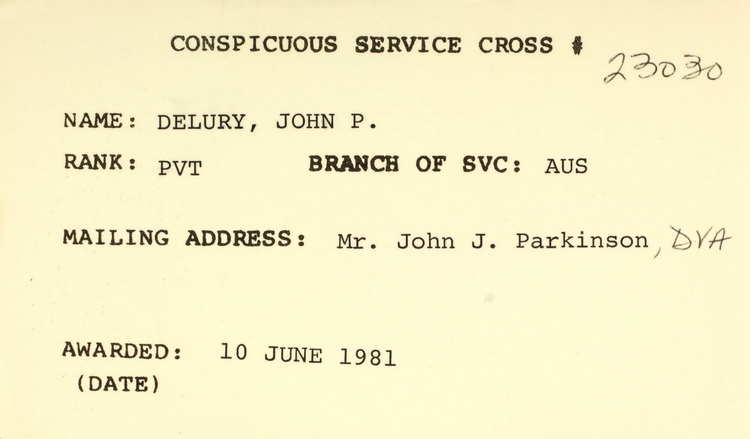 CONSPICUOUS SERVICE CROSS # 23030
NAME: DELURY, JOHN P.
RANK: PVT BRANCH OF SVC: AUS
MAILING ADDRESS: Mr. John J. Parkinson, DVA
AWARDED: 10 JUNE 1981
(DATE)